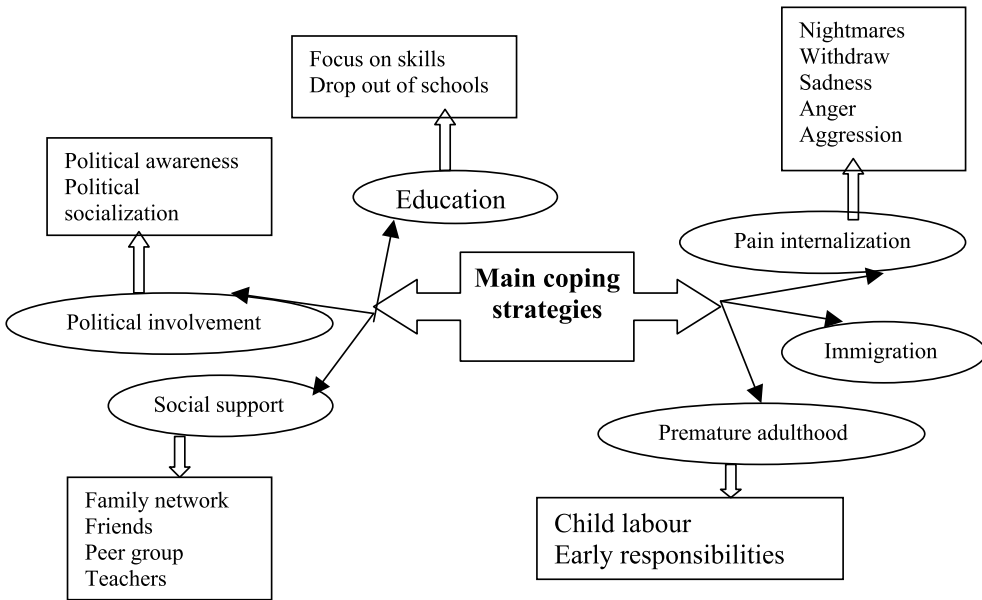 Focus on skills
Drop out of schools
Nightmares
Withdraw
Sadness
Anger
Aggression
Political awareness
Political
socialization
Education
Pain internalization
Main coping
strategies
Political involvement
Immigration
Social support
Premature adulthood
Family network
Friends
Peer group
Teachers
Child labour
Early responsibilities